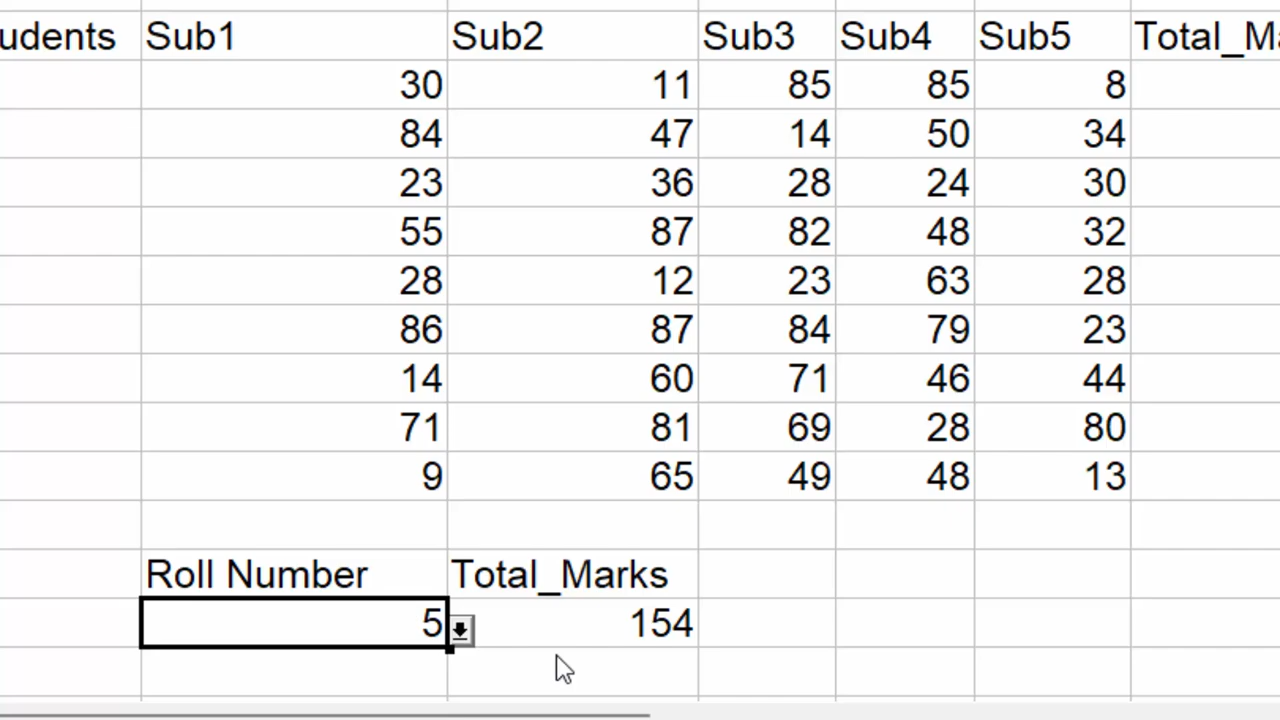 udents Sub1 Sub2 Sub3 Sub4 Sub5 Total_Ma
30 11 85 85 8
84 47 14 50 34
23 36 28 24 30
55 87 82 48 32
28 12 23 63 28
86 87 84 79 23
14 60 71 46 44
71 81 69 28 80
9 65 49 48 13
Roll Number Total_Marks
5 154